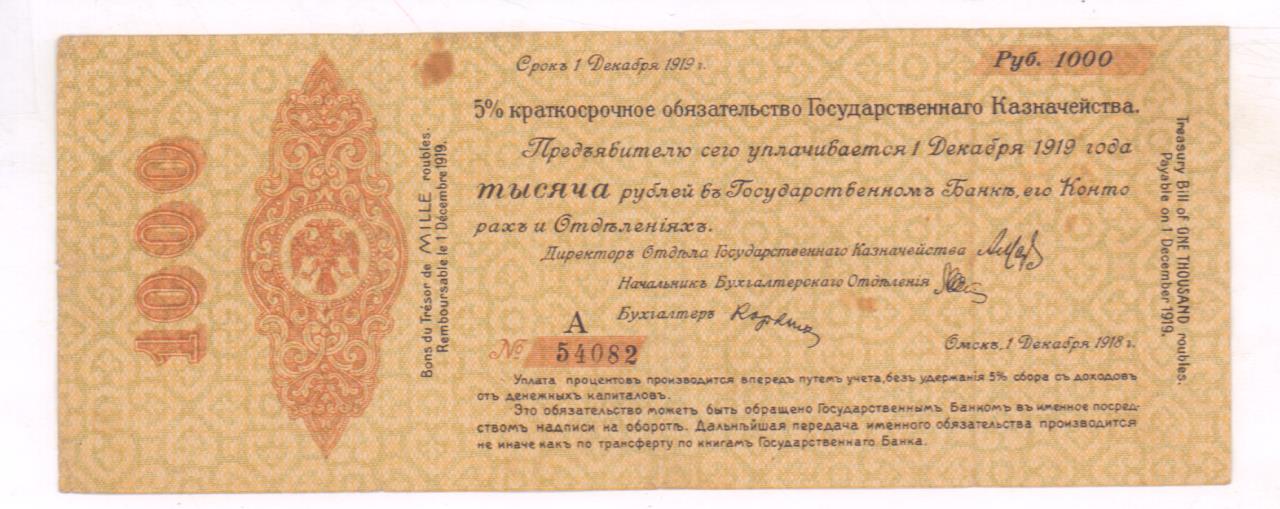 1000
Bons du Trésor de MILLE roubles.
Remboursable le 1 Décembre 1919.
Срокъ 1 Декабря 1919 г.
Руб. 1000
5% краткосрочное обязательство Государственнаго Казначейства.
Предъявителю сего уплачивается 1 Декабря 1919 года
тысяча рублей въ Государственномъ Банкѣ, его Конто
рахъ и Отдѣленіяхъ.
Директоръ Отдѣла Государственнаго Казначейства
Начальникъ Бухгалтерскаго Отдѣленія
Бухгалтеръ
А
№ 54082
Омскъ, 1 Декабря 1918 г.
Уплата процентовъ производится впередъ путемъ учета, безъ удержанія 5% сбора съ доходовъ
отъ денежныхъ капиталовъ.
Это обязательство можетъ быть обращено Государственнымъ Банкомъ въ именное посред-
ствомъ надписи на оборотѣ. Дальнѣйшая передача именного обязательства производится
не иначе какъ по трансферту по книгамъ Государственнаго Банка.
Treasury Bill of ONE THOUSAND roubles.
Payable on 1 December 1919.